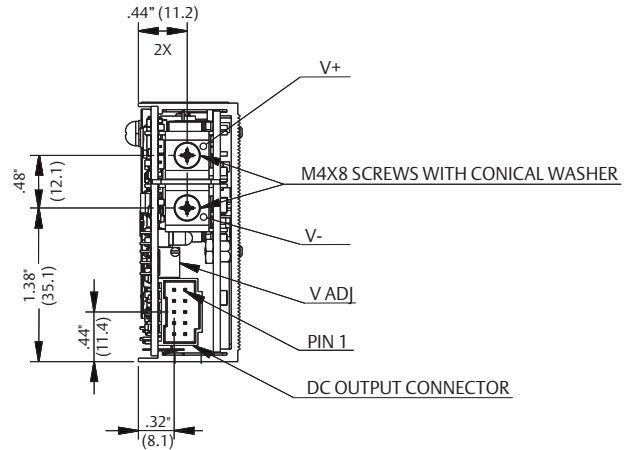 .44" (11.2)
2X
V+
M4X8 SCREWS WITH CONICAL WASHER
.48"
(12.1)
V-
1.38"
(35.1)
V ADJ
.44"
(11.4)
PIN 1
DC OUTPUT CONNECTOR
.32"
(8.1)